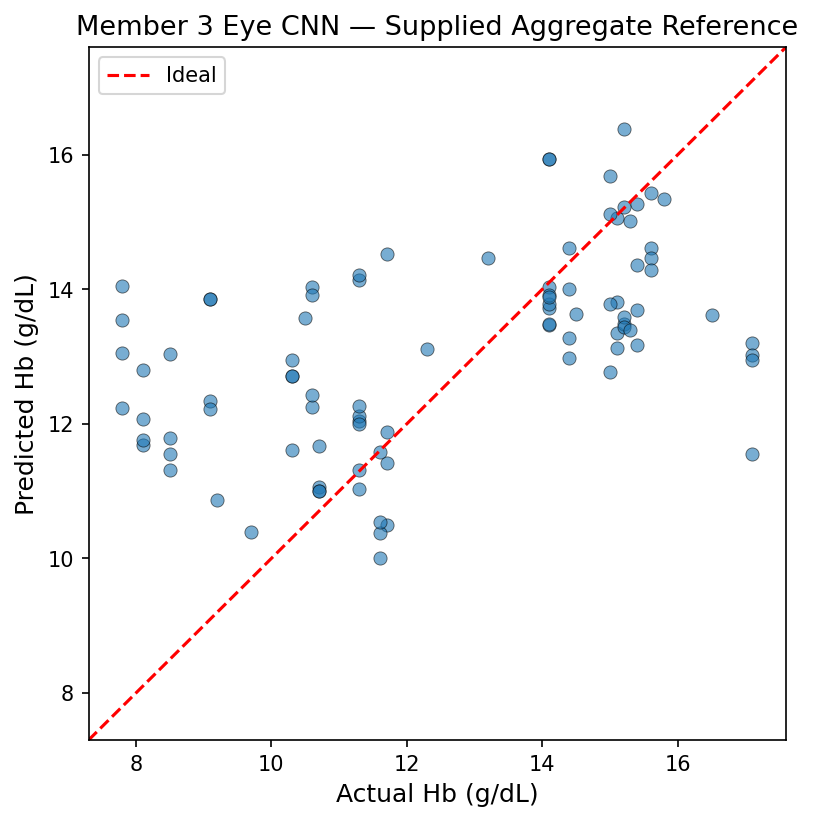 Member 3 Eye CNN — Supplied Aggregate Reference
Ideal
Predicted Hb (g/dL)
16
14
12
10
8
8
10
12
14
16
Actual Hb (g/dL)